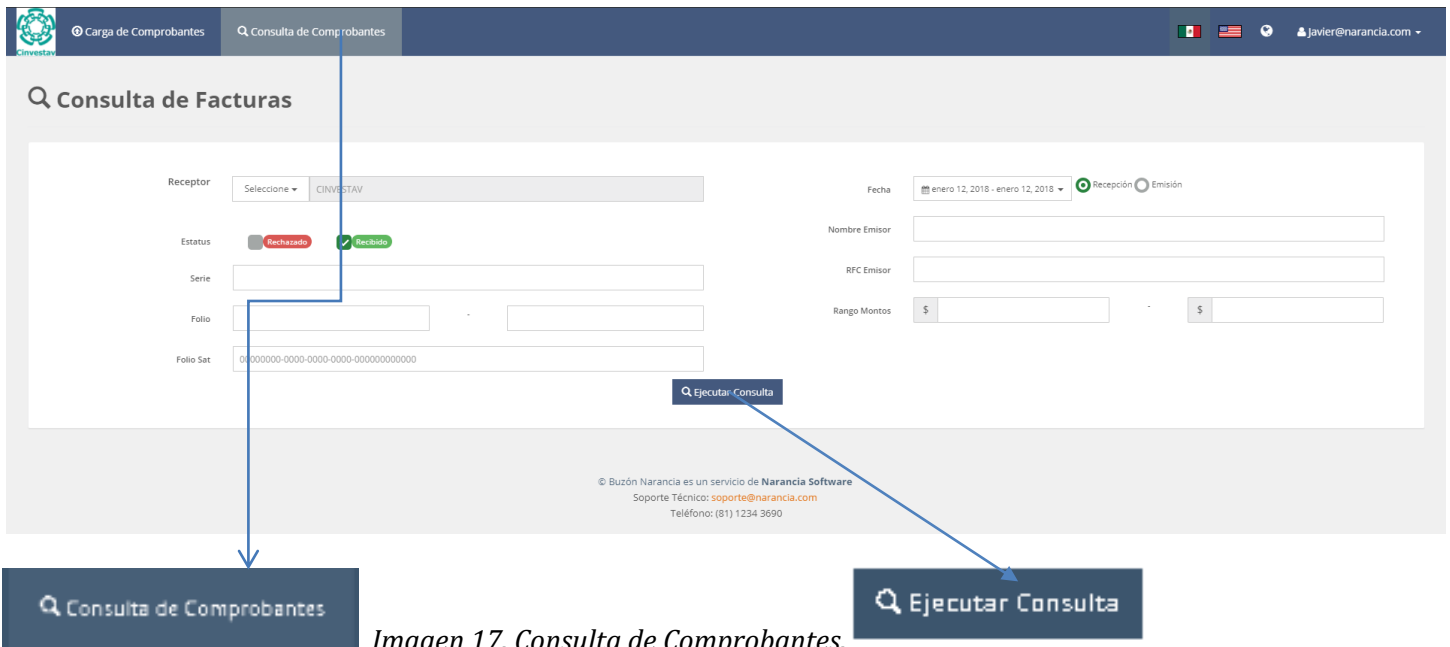 Cinvestav
Carga de Comprobantes
Consulta de Comprobantes
Javier@narancia.com
Consulta de Facturas
Receptor
Seleccione
CINVESTAV
Fecha
enero 12, 2018 - enero 12, 2018
Recepción
Emisión
Nombre Emisor
Estatus
Rechazado
Recibido
RFC Emisor
Serie
Rango Montos
$
-
$
Folio
-
Folio Sat
00000000-0000-0000-0000-000000000000
Ejecutar Consulta
© Buzón Narancia es un servicio de Narancia Software
Soporte Técnico: soporte@narancia.com
Teléfono: (81) 1234 3690
Consulta de Comprobantes
Ejecutar Consulta
Imagen 17. Consulta de Comprobantes.